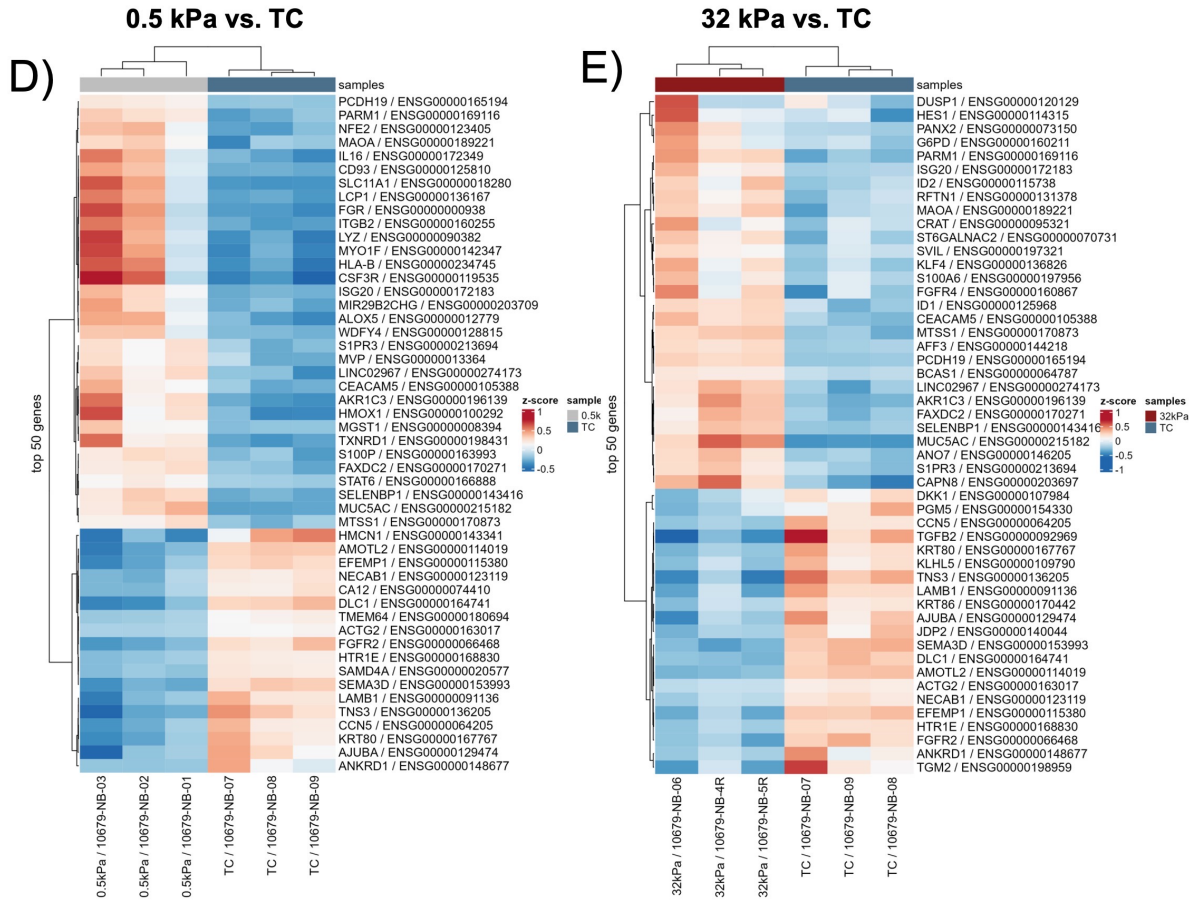 0.5 kPa vs. TC
D)
samples
PCDH19 / ENSG00000165194
PARM1 / ENSG00000169116
NFE2 / ENSG00000123405
MAOA / ENSG00000189221
IL16 / ENSG00000172349
CD93 / ENSG00000125810
SLC11A1 / ENSG00000018280
LCP1 / ENSG00000136167
FGR / ENSG00000000938
ITGB2 / ENSG00000160255
LYZ / ENSG00000090382
MYO1F / ENSG00000142347
HLA-B / ENSG00000234745
CSF3R / ENSG00000119535
ISG20 / ENSG00000172183
MIR29B2CHG / ENSG00000203709
ALOX5 / ENSG00000012779
WDFY4 / ENSG00000128815
S1PR3 / ENSG00000213694
MVP / ENSG00000013364
LINC02967 / ENSG00000274173
CEACAM5 / ENSG00000105388
AKR1C3 / ENSG00000196139
HMOX1 / ENSG00000100292
MGST1 / ENSG00000008394
TXNRD1 / ENSG00000198431
S100P / ENSG00000163993
FAXDC2 / ENSG00000170271
STAT6 / ENSG00000166888
SELENBP1 / ENSG00000143416
MUC5AC / ENSG00000215182
MTSS1 / ENSG00000170873
HMCN1 / ENSG00000143341
AMOTL2 / ENSG00000114019
EFEMP1 / ENSG00000115380
NECAB1 / ENSG00000123119
CA12 / ENSG00000074410
DLC1 / ENSG00000164741
TMEM64 / ENSG00000180694
ACTG2 / ENSG00000163017
FGFR2 / ENSG00000066468
HTR1E / ENSG00000168830
SAMD4A / ENSG00000020577
SEMA3D / ENSG00000153993
LAMB1 / ENSG00000091136
TNS3 / ENSG00000136205
CCN5 / ENSG00000064205
KRT80 / ENSG00000167767
AJUBA / ENSG00000129474
ANKRD1 / ENSG00000148677
top 50 genes
z-score
1
0.5
0
-0.5
samples
0.5k
TC
0.5kPa / 10679-NB-03
0.5kPa / 10679-NB-02
0.5kPa / 10679-NB-01
TC / 10679-NB-07
TC / 10679-NB-08
TC / 10679-NB-09
32 kPa vs. TC
E)
samples
DUSP1 / ENSG00000120129
HES1 / ENSG00000114315
PANX2 / ENSG00000073150
G6PD / ENSG00000160211
PARM1 / ENSG00000169116
ISG20 / ENSG00000172183
ID2 / ENSG00000115738
RFTN1 / ENSG00000131378
MAOA / ENSG00000189221
CRAT / ENSG00000095321
ST6GALNAC2 / ENSG00000070731
SVIL / ENSG00000197321
KLF4 / ENSG00000136826
S100A6 / ENSG00000197956
FGFR4 / ENSG00000160867
ID1 / ENSG00000125968
CEACAM5 / ENSG00000105388
MTSS1 / ENSG00000170873
AFF3 / ENSG00000144218
PCDH19 / ENSG00000165194
BCAS1 / ENSG00000064787
LINC02967 / ENSG00000274173
AKR1C3 / ENSG00000196139
FAXDC2 / ENSG00000170271
SELENBP1 / ENSG00000143416
MUC5AC / ENSG00000215182
ANO7 / ENSG00000146205
S1PR3 / ENSG00000213694
CAPN8 / ENSG00000203697
DKK1 / ENSG00000107984
PGM5 / ENSG00000154330
CCN5 / ENSG00000064205
TGFB2 / ENSG00000092969
KRT80 / ENSG00000167767
KLHL5 / ENSG00000109790
TNS3 / ENSG00000136205
LAMB1 / ENSG00000091136
KRT86 / ENSG00000170442
AJUBA / ENSG00000129474
JDP2 / ENSG00000140044
SEMA3D / ENSG00000153993
DLC1 / ENSG00000164741
AMOTL2 / ENSG00000114019
ACTG2 / ENSG00000163017
NECAB1 / ENSG00000123119
EFEMP1 / ENSG00000115380
HTR1E / ENSG00000168830
FGFR2 / ENSG00000066468
ANKRD1 / ENSG00000148677
TGM2 / ENSG00000198959
top 50 genes
z-score
1
0.5
0
-0.5
-1
samples
32kPa
TC
32kPa / 10679-NB-06
32kPa / 10679-NB-4R
32kPa / 10679-NB-5R
TC / 10679-NB-07
TC / 10679-NB-09
TC / 10679-NB-08